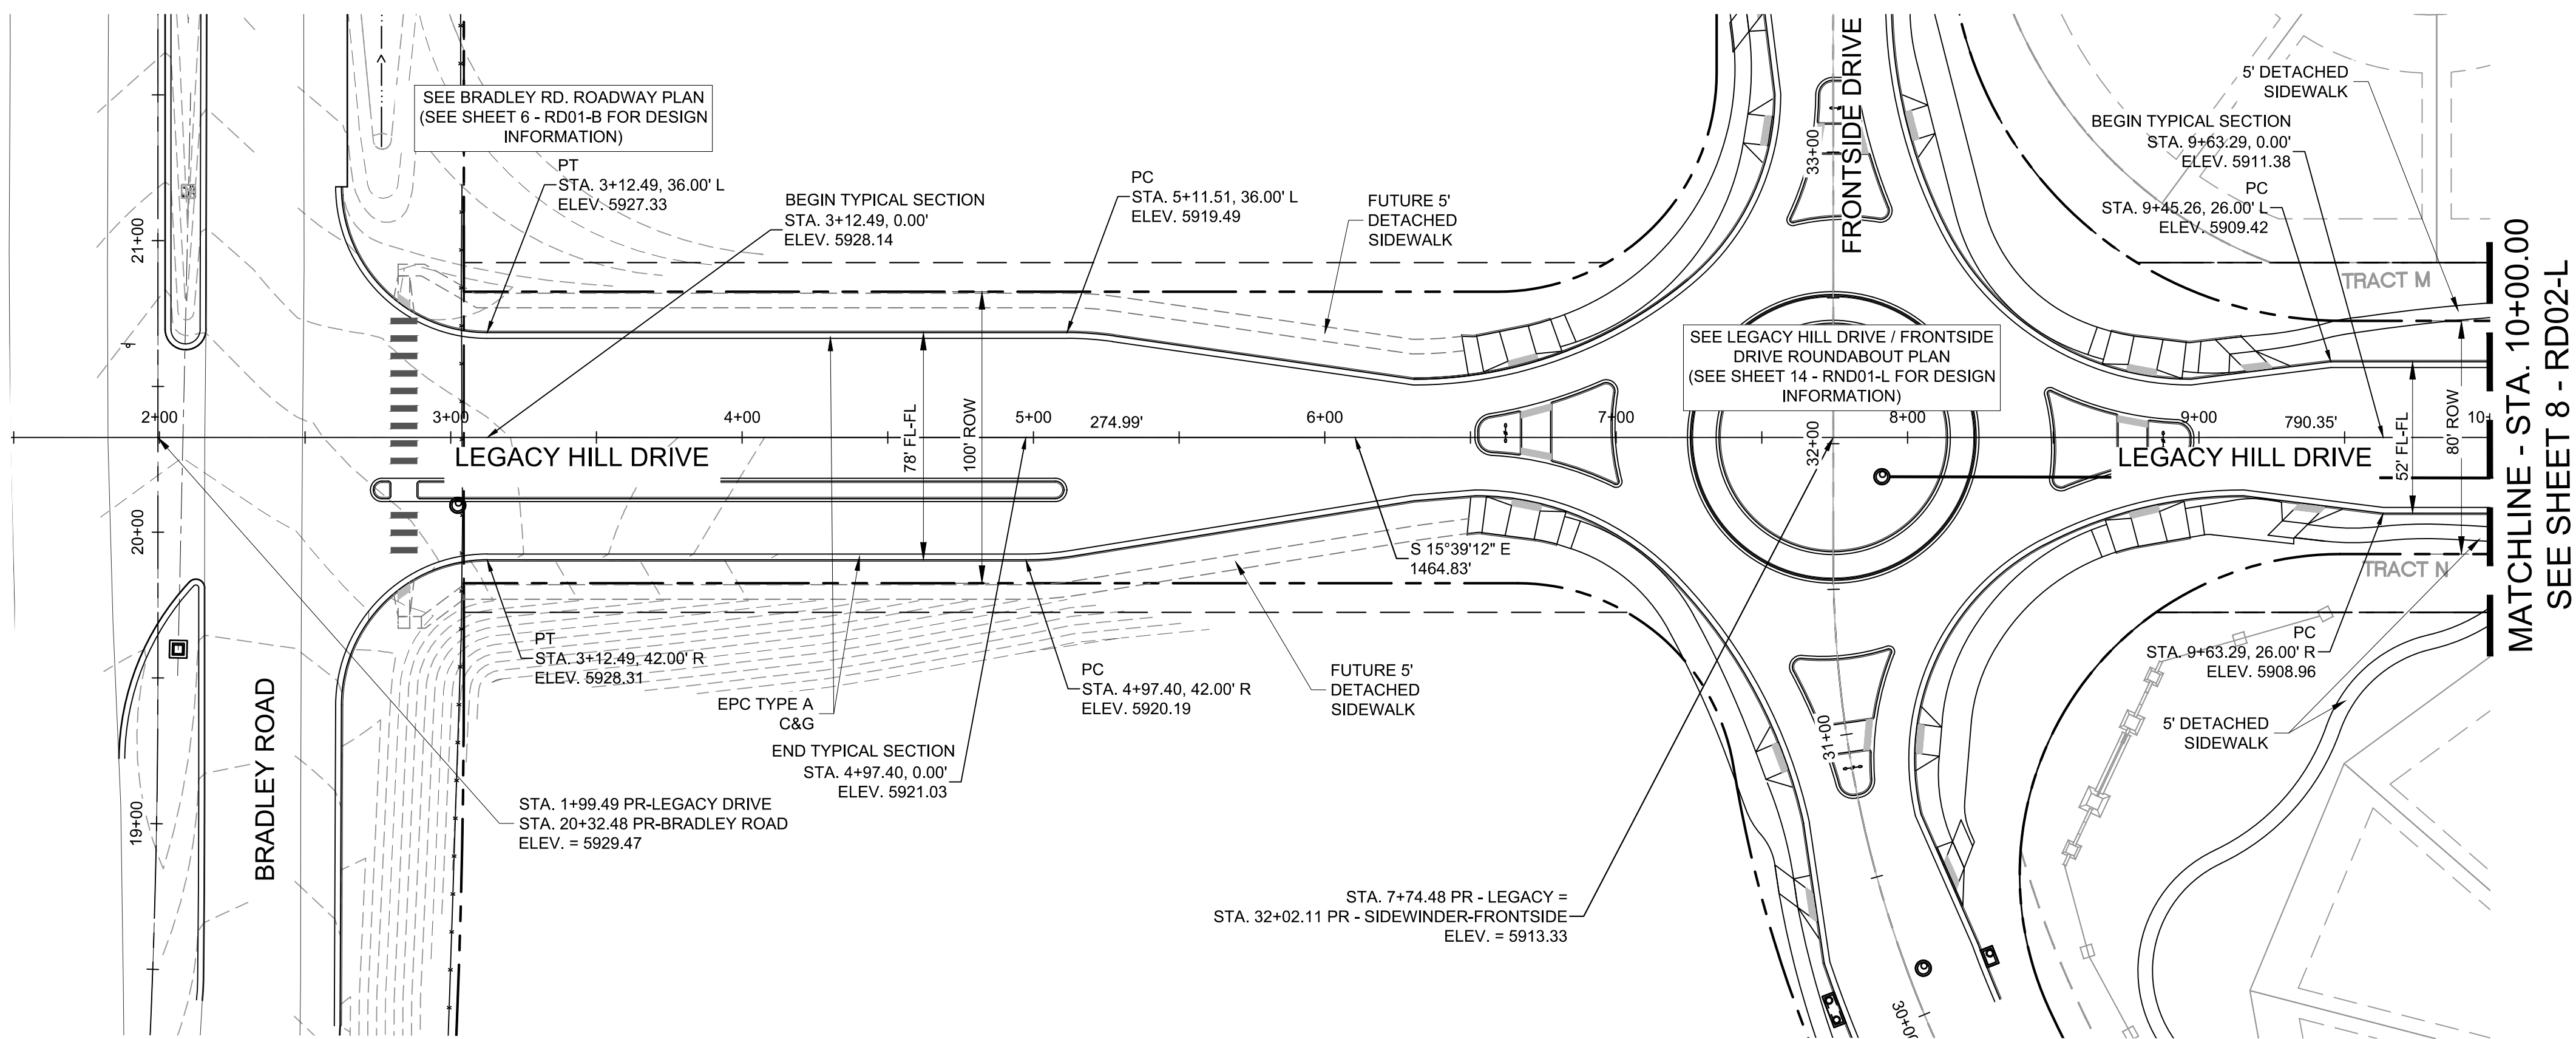 SEE BRADLEY RD. ROADWAY PLAN
(SEE SHEET 6 - RD01-B FOR DESIGN
INFORMATION)
PT
STA. 3+12.49, 36.00' L
ELEV. 5927.33
BEGIN TYPICAL SECTION
STA. 3+12.49, 0.00'
ELEV. 5928.14
PC
STA. 5+11.51, 36.00' L
ELEV. 5919.49
FUTURE 5'
DETACHED
SIDEWALK
FRONTSIDE DRIVE
33+00
5' DETACHED
SIDEWALK
BEGIN TYPICAL SECTION
STA. 9+63.29, 0.00'
ELEV. 5911.38
PC
STA. 9+45.26, 26.00' L
ELEV. 5909.42
TRACT M
MATCHLINE - STA. 10+00.00
SEE SHEET 8 - RD02-L
SEE LEGACY HILL DRIVE / FRONTSIDE
DRIVE ROUNDABOUT PLAN
(SEE SHEET 14 - RND01-L FOR DESIGN
INFORMATION)
21+00
2+00
3+00
4+00
5+00
274.99'
6+00
7+00
8+00
9+00
790.35'
10+
LEGACY HILL DRIVE
78' FL-FL
100' ROW
32+00
LEGACY HILL DRIVE
52' FL-FL
80' ROW
20+00
S 15°39'12" E
1464.83'
TRACT N
PT
STA. 3+12.49, 42.00' R
ELEV. 5928.31
EPC TYPE A
C&G
PC
STA. 4+97.40, 42.00' R
ELEV. 5920.19
FUTURE 5'
DETACHED
SIDEWALK
PC
STA. 9+63.29, 26.00' R
ELEV. 5908.96
5' DETACHED
SIDEWALK
31+00
END TYPICAL SECTION
STA. 4+97.40, 0.00'
ELEV. 5921.03
BRADLEY ROAD
19+00
STA. 1+99.49 PR-LEGACY DRIVE
STA. 20+32.48 PR-BRADLEY ROAD
ELEV. = 5929.47
STA. 7+74.48 PR - LEGACY =
STA. 32+02.11 PR - SIDEWINDER-FRONTSIDE
ELEV. = 5913.33
30+00